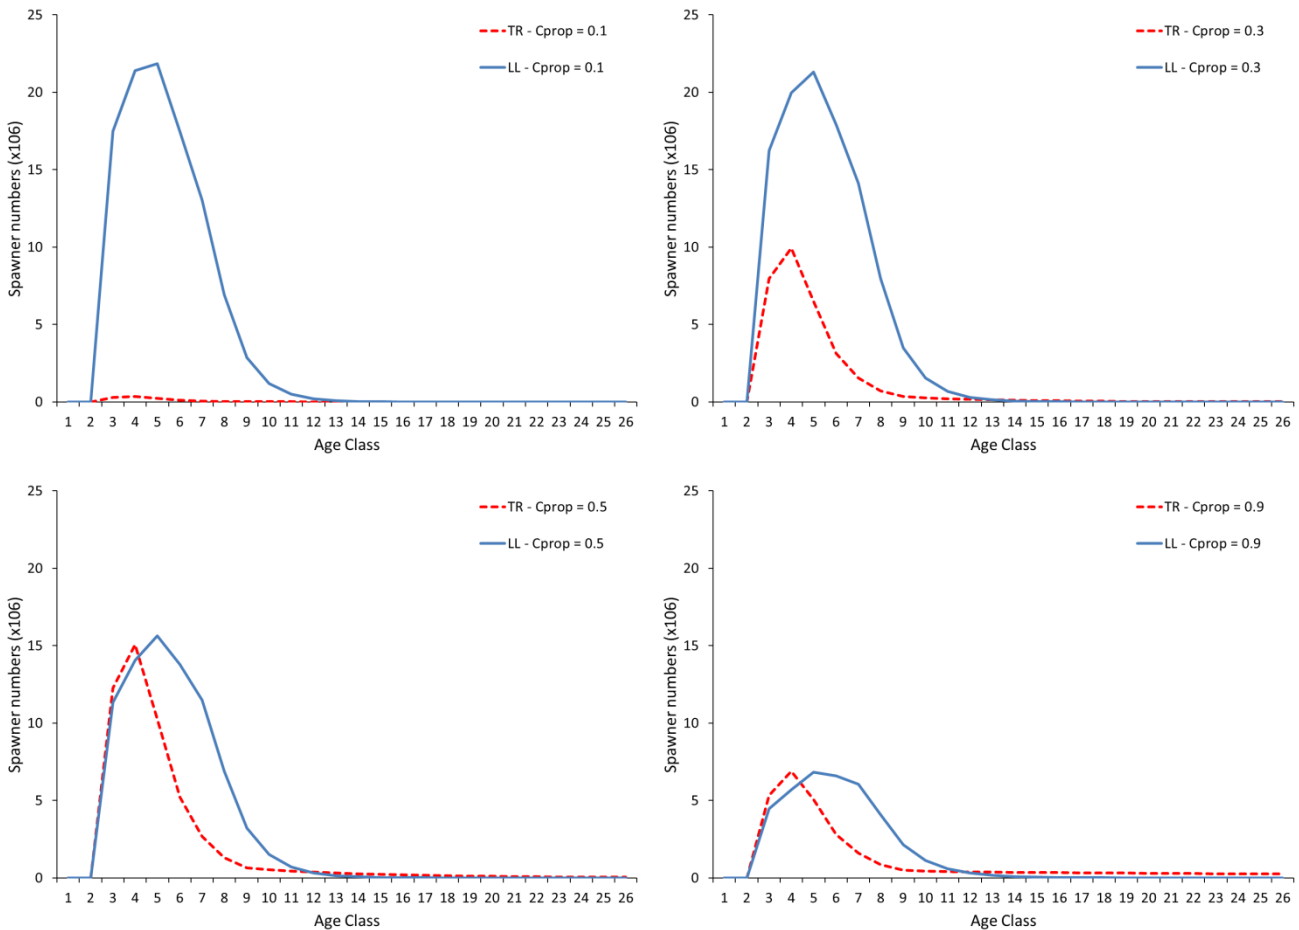 25
20
15
10
5
0
Spawner numbers (x106)
TR - Cprop = 0.1
LL - Cprop = 0.1
1 2 3 4 5 6 7 8 9 10 11 12 13 14 15 16 17 18 19 20 21 22 23 24 25 26
Age Class
25
20
15
10
5
0
Spawner numbers (x106)
TR - Cprop = 0.3
LL - Cprop = 0.3
1 2 3 4 5 6 7 8 9 10 11 12 13 14 15 16 17 18 19 20 21 22 23 24 25 26
Age Class
25
20
15
10
5
0
Spawner numbers (x106)
TR - Cprop = 0.5
LL - Cprop = 0.5
1 2 3 4 5 6 7 8 9 10 11 12 13 14 15 16 17 18 19 20 21 22 23 24 25 26
Age Class
25
20
15
10
5
0
Spawner numbers (x106)
TR - Cprop = 0.9
LL - Cprop = 0.9
1 2 3 4 5 6 7 8 9 10 11 12 13 14 15 16 17 18 19 20 21 22 23 24 25 26
Age Class